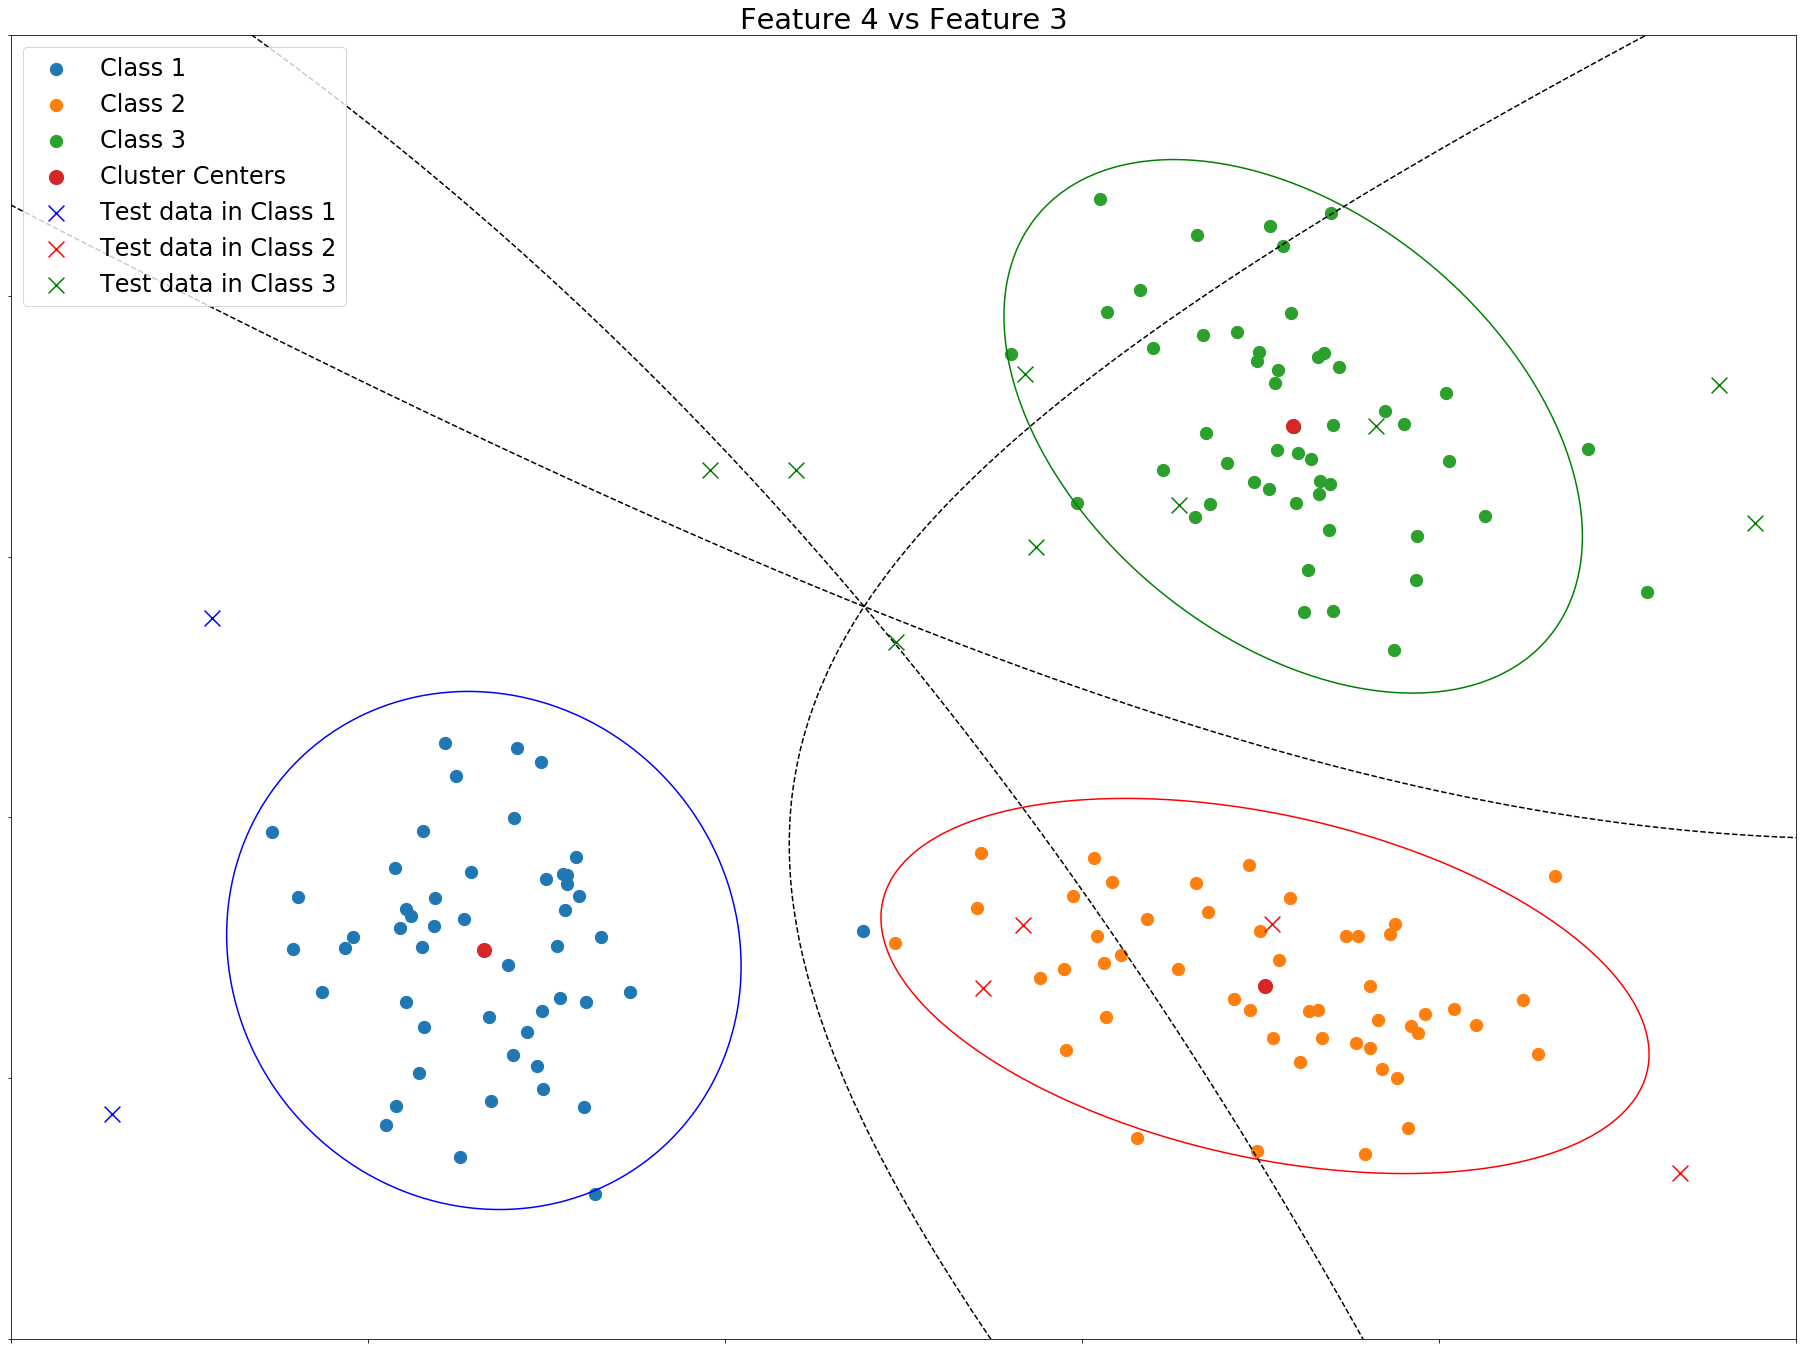 Feature 4 vs Feature 3
Class 1
Class 2
Class 3
Cluster Centers
Test data in Class 1
Test data in Class 2
Test data in Class 3